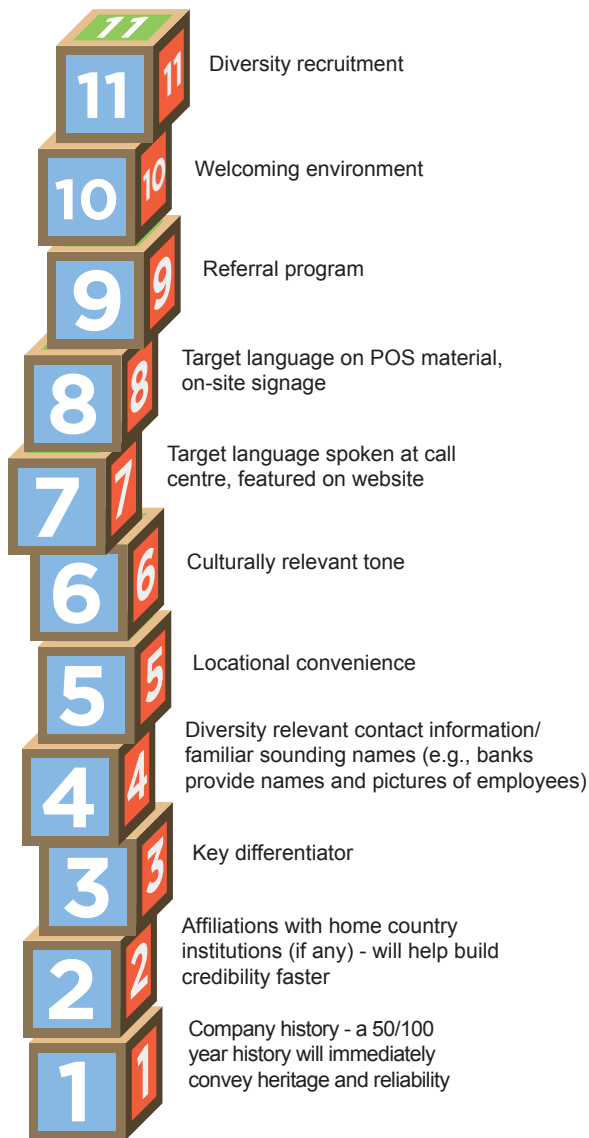 11
11
11
Diversity recruitment
10
10
Welcoming environment
9
9
Referral program
8
8
Target language on POS material,
on-site signage
7
7
Target language spoken at call
centre, featured on website
6
6
Culturally relevant tone
5
5
Locational convenience
4
4
Diversity relevant contact information/
familiar sounding names (e.g., banks
provide names and pictures of employees)
3
3
Key differentiator
2
2
Affiliations with home country
institutions (if any) - will help build
credibility faster
1
1
Company history - a 50/100
year history will immediately
convey heritage and reliability